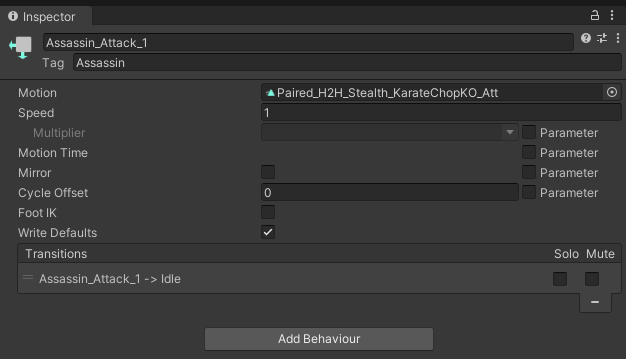 Inspector
Assassin_Attack_1
Tag Assassin
Motion Paired_H2H_Stealth_KarateChopKO_Att
Speed 1
Multiplier Parameter
Motion Time Parameter
Mirror Parameter
Cycle Offset 0 Parameter
Foot IK
Write Defaults
Transitions Solo Mute
Assassin_Attack_1 -> Idle
Add Behaviour